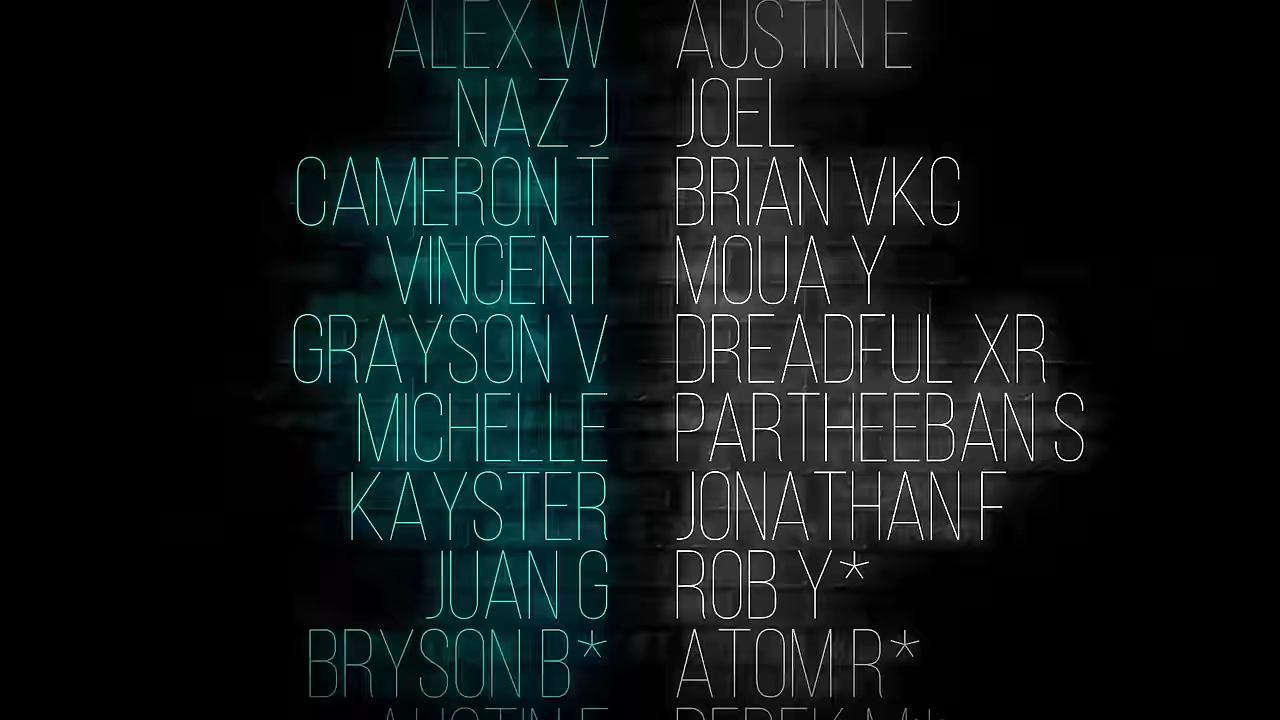 ALEX W AUSTIN E
NAZ J JOEL
CAMERON T BRIAN VKC
VINCENT MOUA Y
GRAYSON V DREADFUL XR
MICHELLE PARTHEEBAN S
KAYSTER JONATHAN F
JUAN G ROB Y*
BRYSON B* ATOM R*